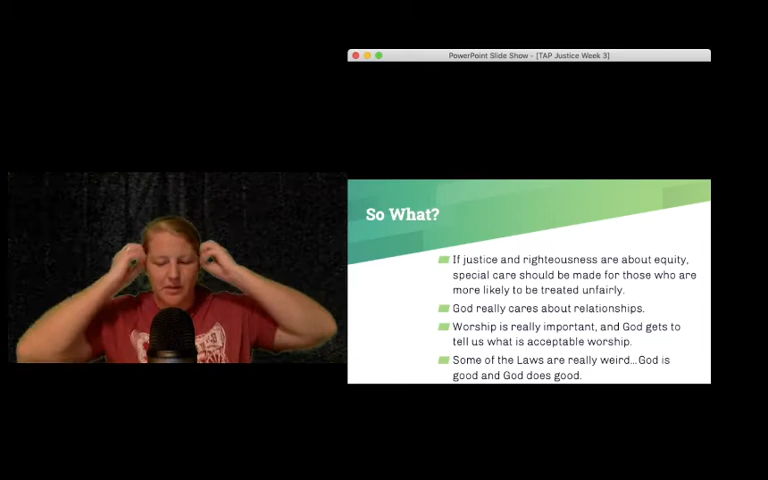 PowerPoint Slide Show - [TAP Justice Week 3]
So What?
If justice and righteousness are about equity,
special care should be made for those who are
more likely to be treated unfairly.
God really cares about relationships.
Worship is really important, and God gets to
tell us what is acceptable worship.
Some of the Laws are really weird...God is
good and God does good.